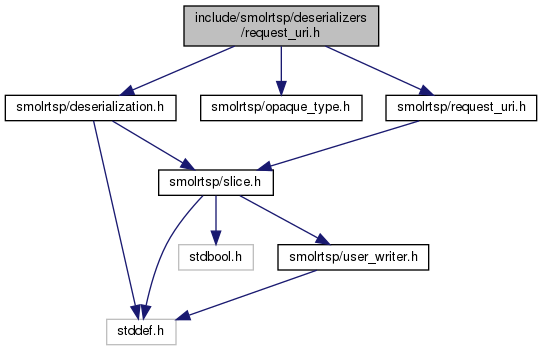 include/smolrtsp/deserializers
/request_uri.h
smolrtsp/deserialization.h
smolrtsp/opaque_type.h
smolrtsp/request_uri.h
smolrtsp/slice.h
stdbool.h
smolrtsp/user_writer.h
stddef.h